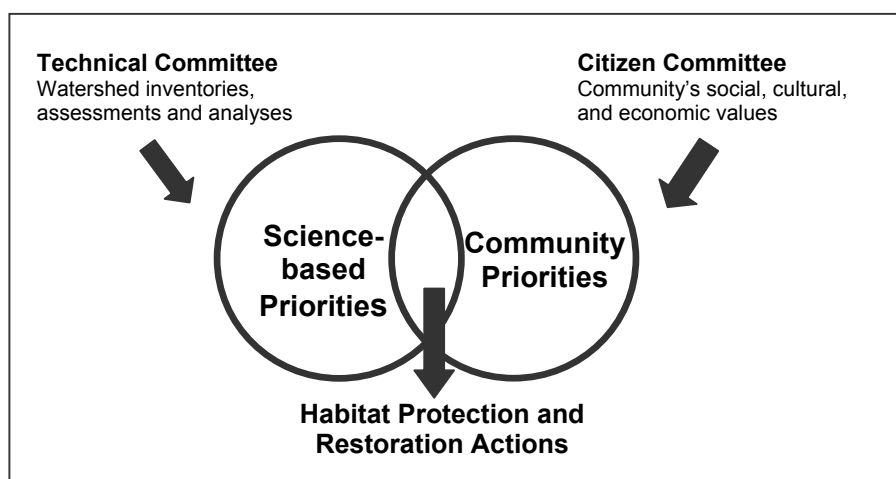 Technical Committee
Watershed inventories,
assessments and analyses
Citizen Committee
Community’s social, cultural,
and economic values
Science-
based
Priorities
Community
Priorities
Habitat Protection and
Restoration Actions